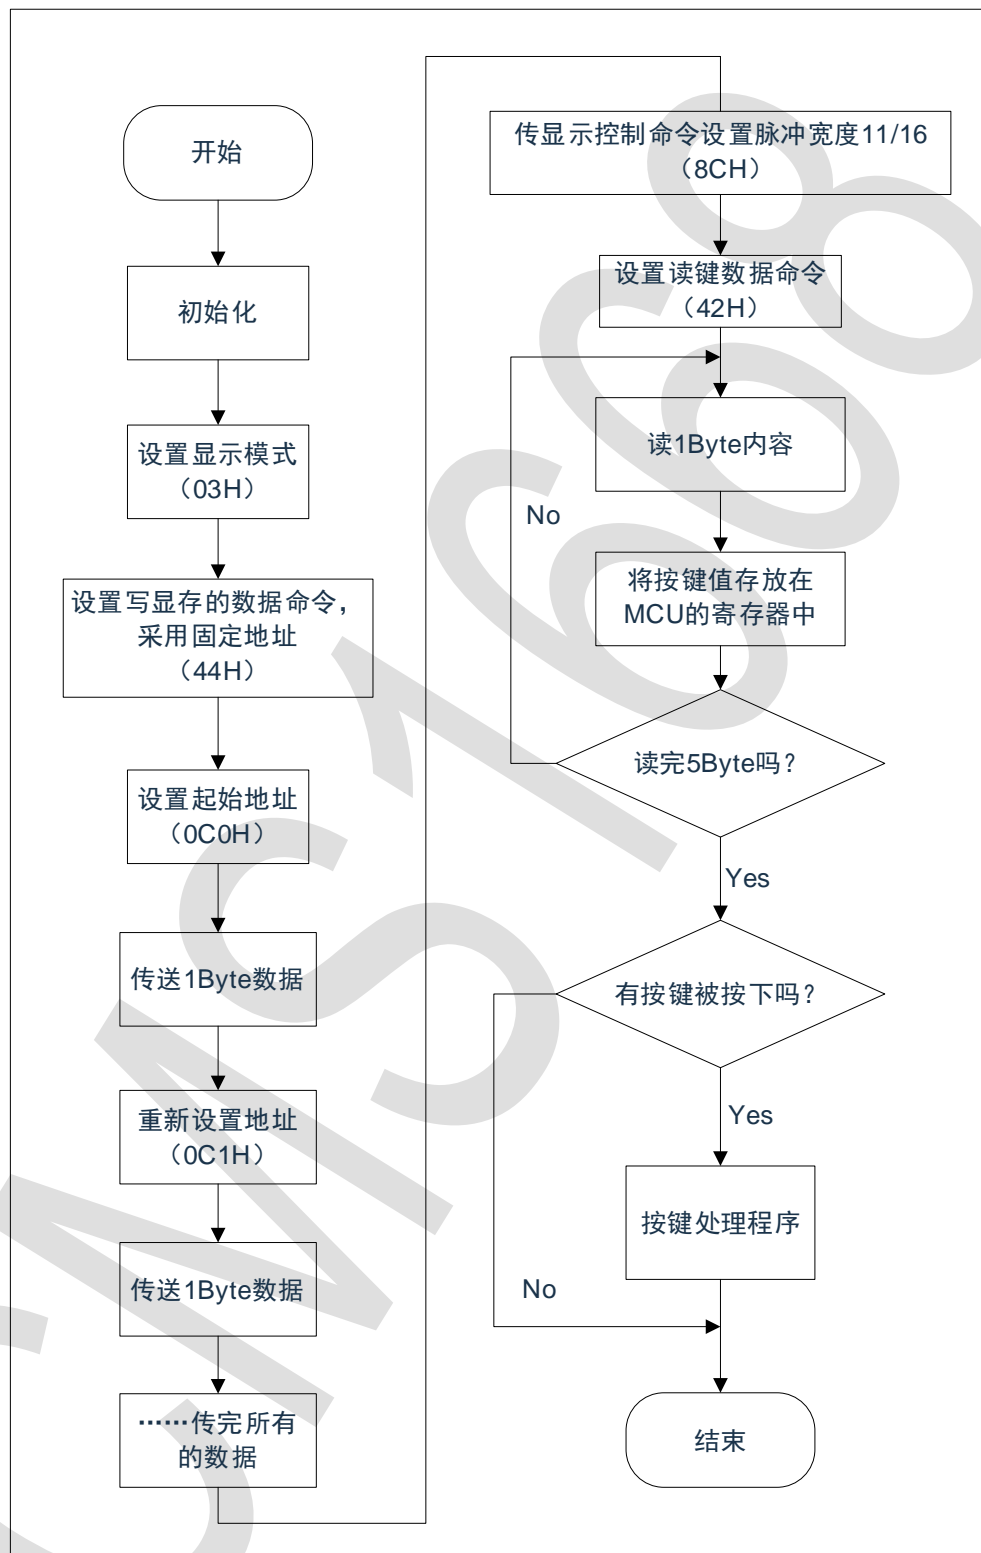 开始
初始化
设置显示模式
（03H）
设置写显存的数据命令，
采用固定地址
（44H）
设置起始地址
（0C0H）
传送1Byte数据
重新设置地址
（0C1H）
传送1Byte数据
……传完所有
的数据
传显示控制命令设置脉冲宽度11/16
（8CH）
设置读键数据命令
（42H）
读1Byte内容
No
将按键值存放在
MCU的寄存器中
读完5Byte吗？
Yes
有按键被按下吗？
Yes
按键处理程序
No
结束
CMS1668